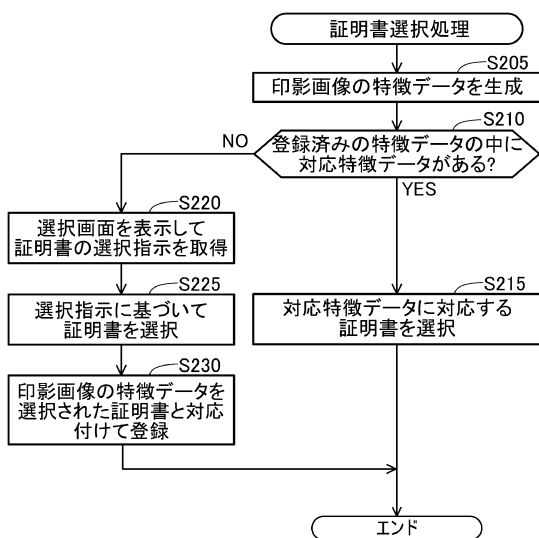 証明書選択処理
S205
印影画像の特徴データを生成
S210
登録済みの特徴データの中に
対応特徴データがある?
NO
YES
S220
選択画面を表示して
証明書の選択指示を取得
S225
選択指示に基づいて
証明書を選択
S230
印影画像の特徴データを
選択された証明書と対応
付けて登録
S215
対応特徴データに対応する
証明書を選択
エンド